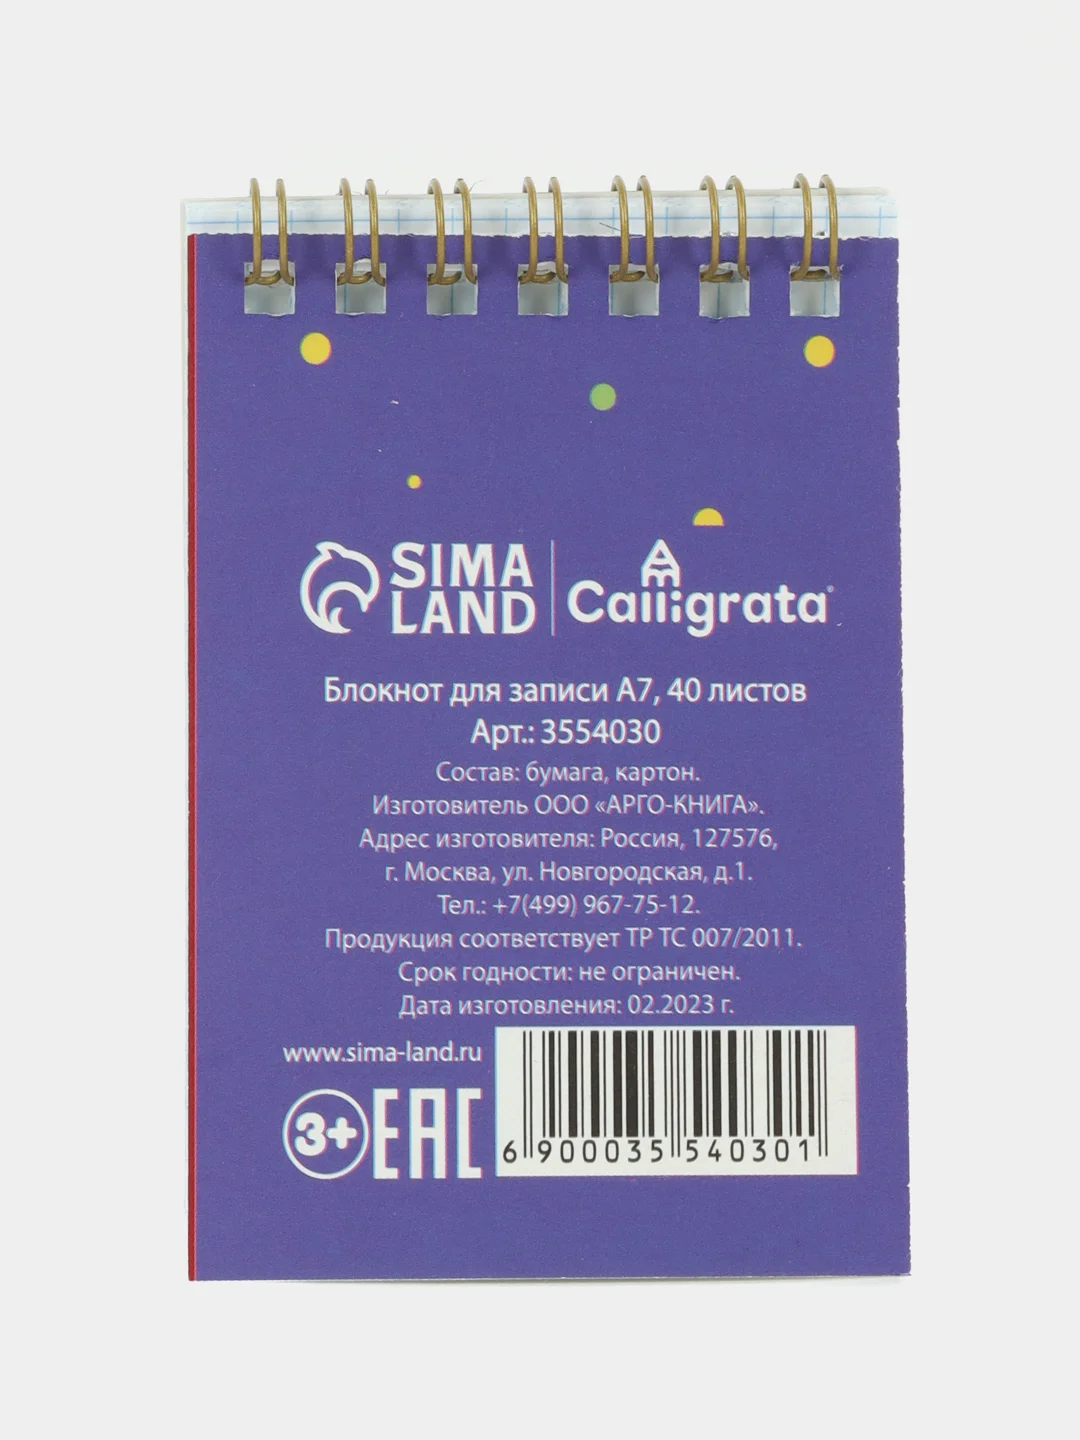 SIMA
LAND
Calligrata®
Блокнот для записи А7, 40 листов
Арт.: 3554030
Состав: бумага, картон.
Изготовитель ООО «АРГО-КНИГА».
Адрес изготовителя: Россия, 127576,
г. Москва, ул. Новгородская, д.1.
Тел.: +7(499) 967-75-12.
Продукция соответствует ТР ТС 007/2011.
Срок годности: не ограничен.
Дата изготовления: 02.2023 г.
www.sima-land.ru
3+ EAC
6 900035 540301